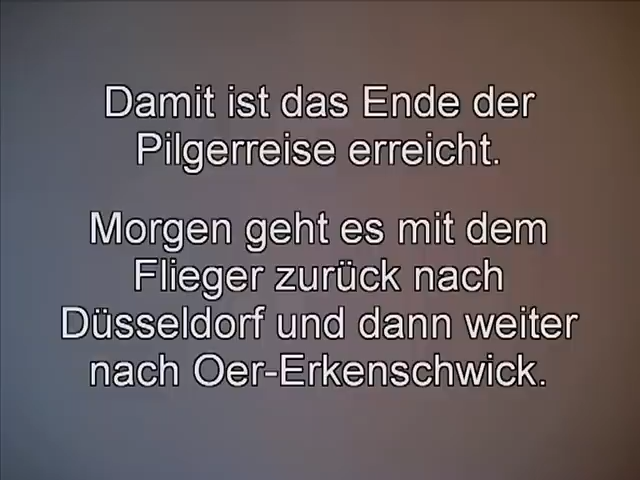 Damit ist das Ende der
Pilgerreise erreicht.
Morgen geht es mit dem
Flieger zurück nach
Düsseldorf und dann weiter
nach Oer-Erkenschwick.